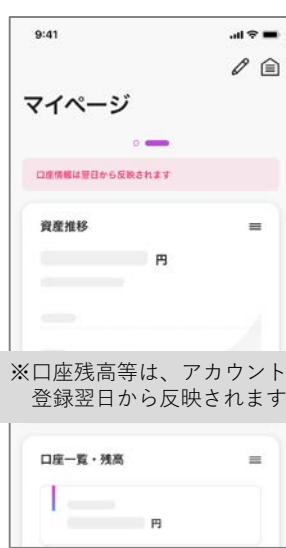 9:41
マイページ
口座情報は翌日から反映されます
資産推移
円
※口座残高等は、アカウント
登録翌日から反映されます
口座一覧・残高
円